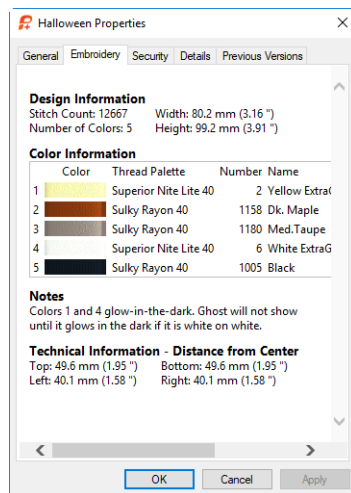 Halloween Properties
General Embroidery Security Details Previous Versions
Design Information
Stitch Count: 12667 Width: 80.2 mm (3.16 ")
Number of Colors: 5 Height: 99.2 mm (3.91 ")
Color Information
Color Thread Palette Number Name
1 Superior Nite Lite 40 2 Yellow ExtraG
2 Sulky Rayon 40 1158 Dk. Maple
3 Sulky Rayon 40 1180 Med.Taupe
4 Superior Nite Lite 40 6 White ExtraG
5 Sulky Rayon 40 1005 Black
Notes
Colors 1 and 4 glow-in-the-dark. Ghost will not show
until it glows in the dark if it is white on white.
Technical Information - Distance from Center
Top: 49.6 mm (1.95 ") Bottom: 49.6 mm (1.95 ")
Left: 40.1 mm (1.58 ") Right: 40.1 mm (1.58 ")
OK Cancel Apply